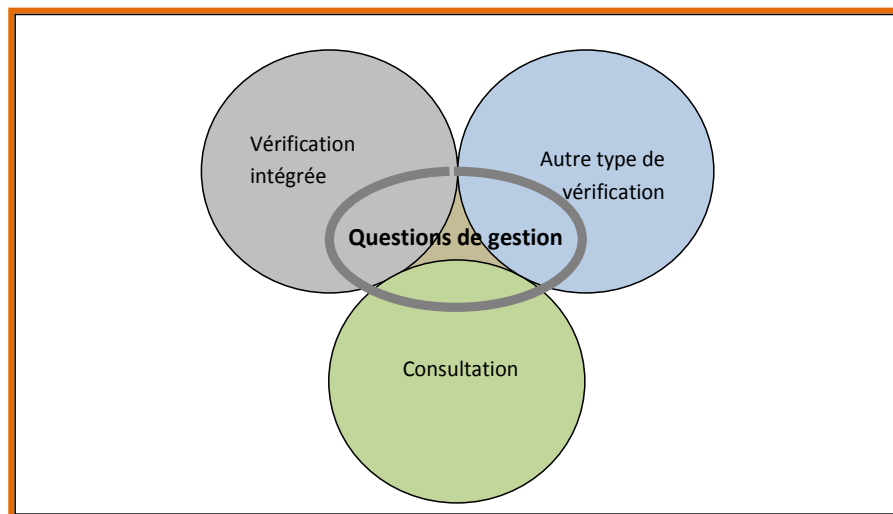 Vérification
intégrée
Autre type de
vérification
Questions de gestion
Consultation